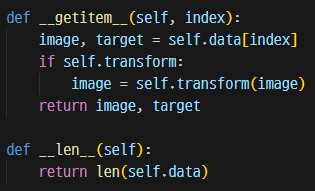 def __getitem__(self, index):
    image, target = self.data[index]
    if self.transform:
        image = self.transform(image)
    return image, target

def __len__(self):
    return len(self.data)